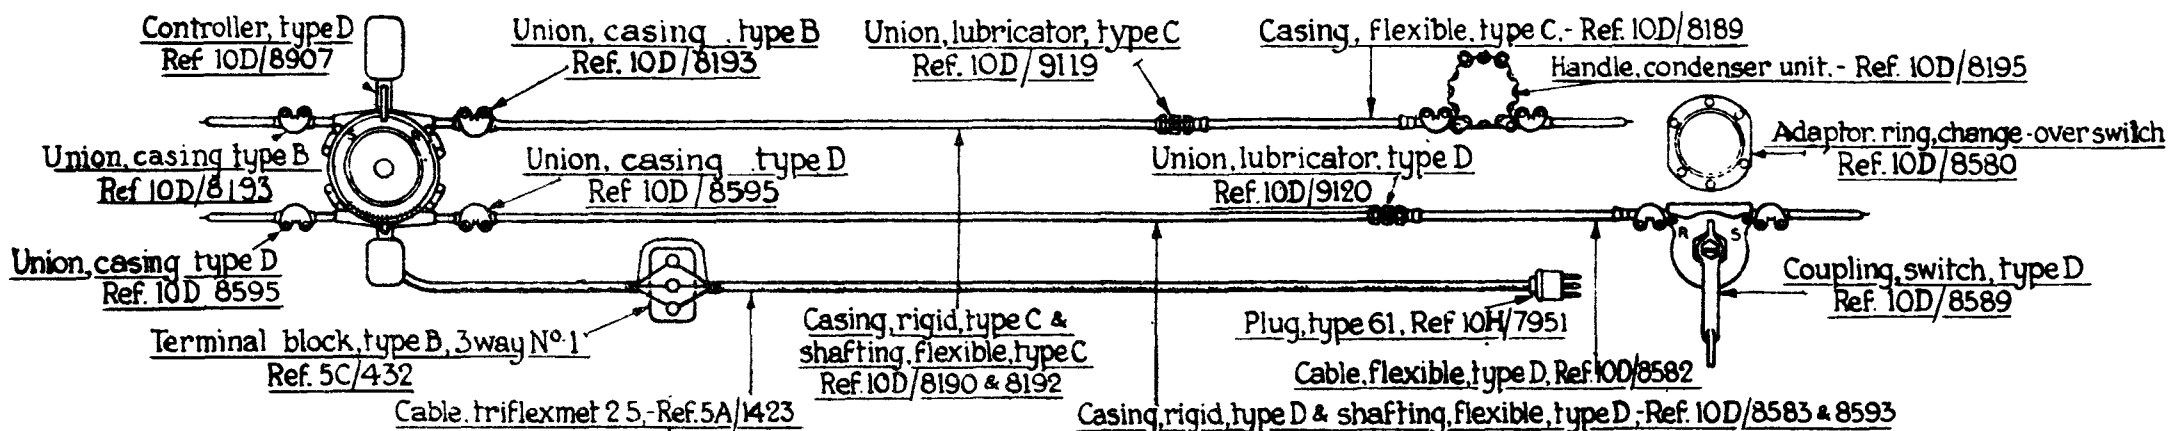 Controller, type D
Ref 10D/8907
Union, casing . type B
Ref. 10D/8193
Union, lubricator, type C
Ref. 10D/9119
Casing, flexible, type C.- Ref. 10D/8189
Handle, condenser unit. - Ref. 10D/8195
Union, casing type B
Ref 10D/8193
Union, casing . type D
Ref 10D/8595
Union, lubricator, type D
Ref. 10D/9120
Adaptor ring, change-over switch
Ref. 10D/8580
R S
Union, casing type D
Ref. 10D 8595
Coupling, switch, type D
Ref. 10D/8589
Terminal block, type B, 3 way No. 1
Ref. 5C/432
Casing, rigid, type C &
shafting, flexible, type C
Ref. 10D/8190 & 8192
Plug, type 61, Ref 10H/7951
Cable, flexible, type D, Ref. 10D/8582
Cable, triflexmet 2 5,- Ref. 5A/1423
Casing, rigid, type D & shafting, flexible, type D,- Ref. 10D/8583 & 8593